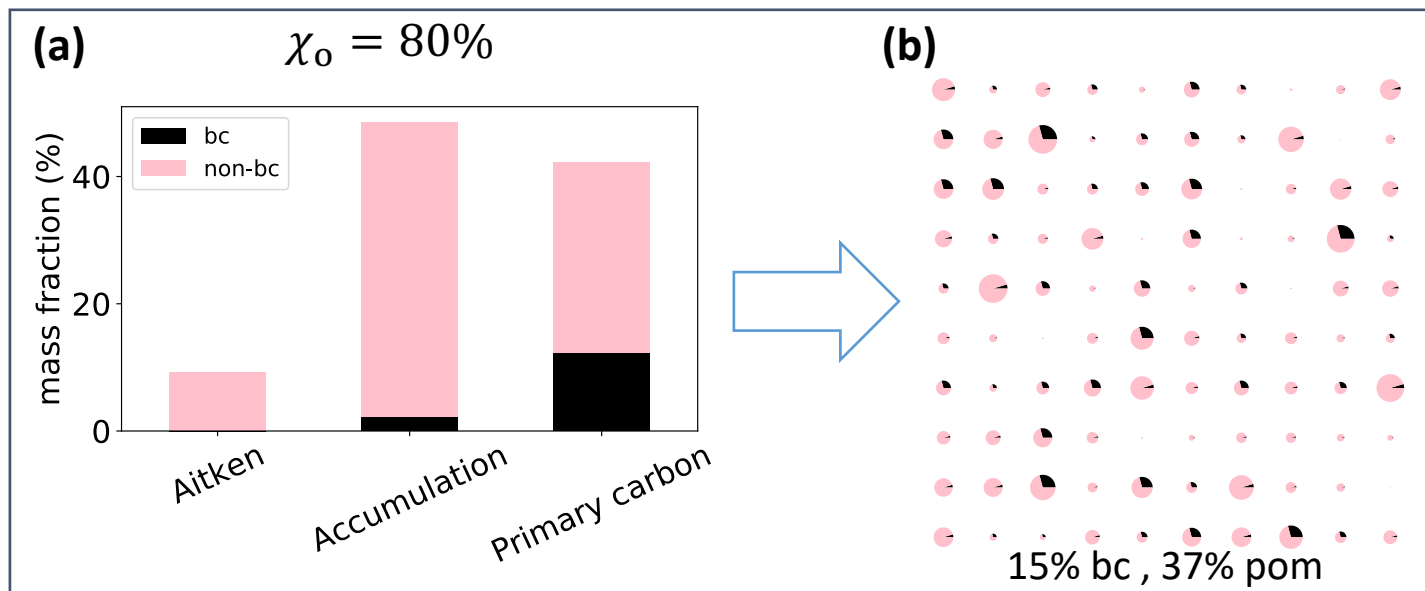 (a)
χₒ = 80%
bc
non-bc
mass fraction (%)
40
20
0
Aitken
Accumulation
Primary carbon
(b)
15% bc , 37% pom